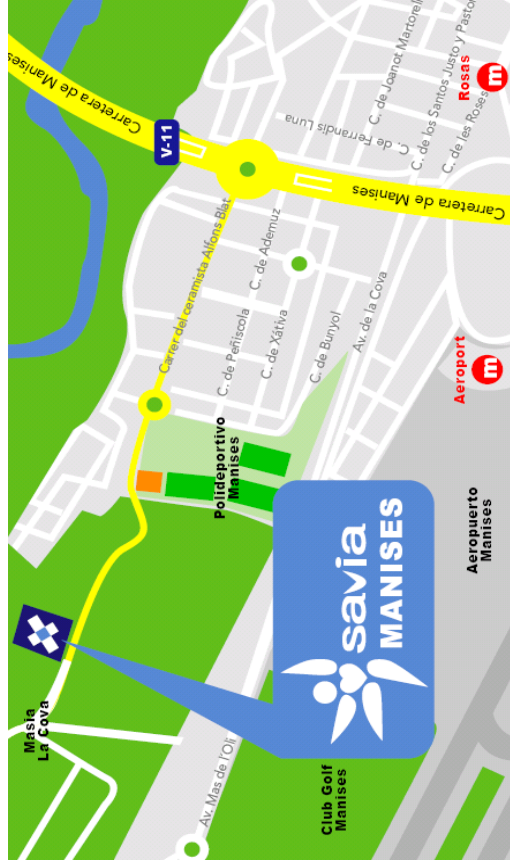 Carretera de Manises
V-11
Carretera de Manises
C. de Joanot Martorell
C. de Ferrandis Luna
C. de los Santos Justo y Pastor
C. de les Roses
Rosas
m
Carrer del ceramista Alfons Blat
C. de Ademuz
C. de Peñiscola
C. de Xátiva
C. de Bunyol
Av. de la Cova
Aeroport
m
Polideportivo
Manises
Aeropuerto
Manises
savia
MANISES
Masia
La Cova
Av. Mas de l'Oli
Club Golf
Manises